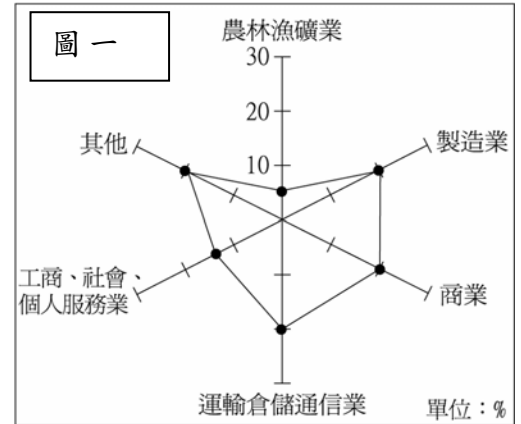 圖一
農林漁礦業
30
20
10
其他
製造業
工商、社會、
個人服務業
商業
運輸倉儲通信業
單位：%